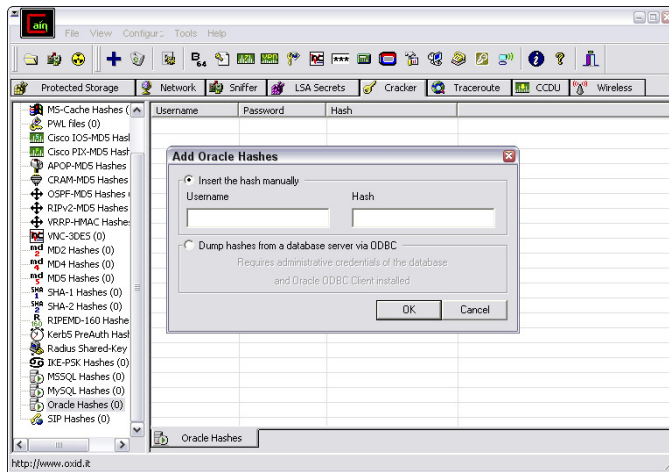 Cain
File View Configure Tools Help
B 64
Protected Storage Network Sniffer LSA Secrets Cracker Traceroute CCDU Wireless
MS-Cache Hashes (
PWL files (0)
Cisco IOS-MD5 Hash
Cisco PIX-MD5 Hash
APOP-MD5 Hashes
CRAM-MD5 Hashes
OSPF-MD5 Hashes (
RIPv2-MD5 Hashes
VRRP-HMAC Hashes
VNC-3DES (0)
MD2 Hashes (0)
MD4 Hashes (0)
MD5 Hashes (0)
SHA-1 Hashes (0)
SHA-2 Hashes (0)
RIPEMD-160 Hashe
Kerb5 PreAuth Hash
Radius Shared-Key
IKE-PSK Hashes (0)
MSSQL Hashes (0)
MySQL Hashes (0)
Oracle Hashes (0)
SIP Hashes (0)
Username Password Hash
Add Oracle Hashes
Insert the hash manually
Username Hash
Dump hashes from a database server via ODBC
Requires administrative credentials of the database
and Oracle ODBC Client installed
OK Cancel
Oracle Hashes
http://www.oxid.it